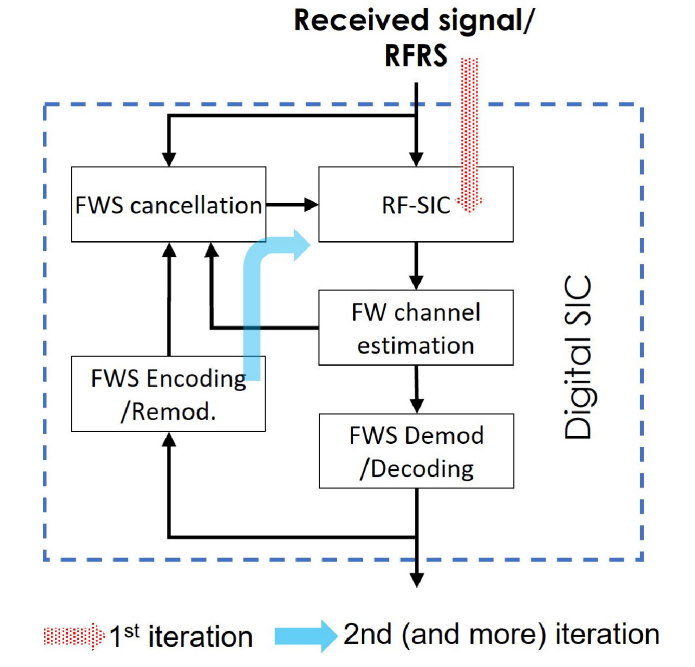 Received signal/
RFRS
FWS cancellation
RF-SIC
FW channel
estimation
FWS Encoding
/Remod.
FWS Demod
/Decoding
Digital SIC
1st iteration
2nd (and more) iteration